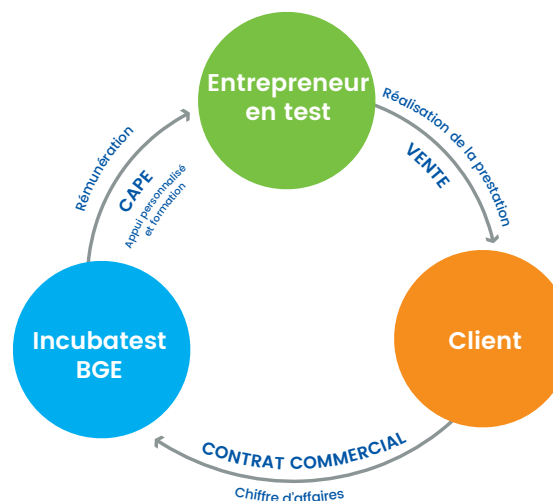 Entrepreneur
en test
Réalisation de la prestation
VENTE
Rémunération
CAPE
Appui personnalisé
et formation
Incubatest
BGE
Client
CONTRAT COMMERCIAL
Chiffre d'affaires